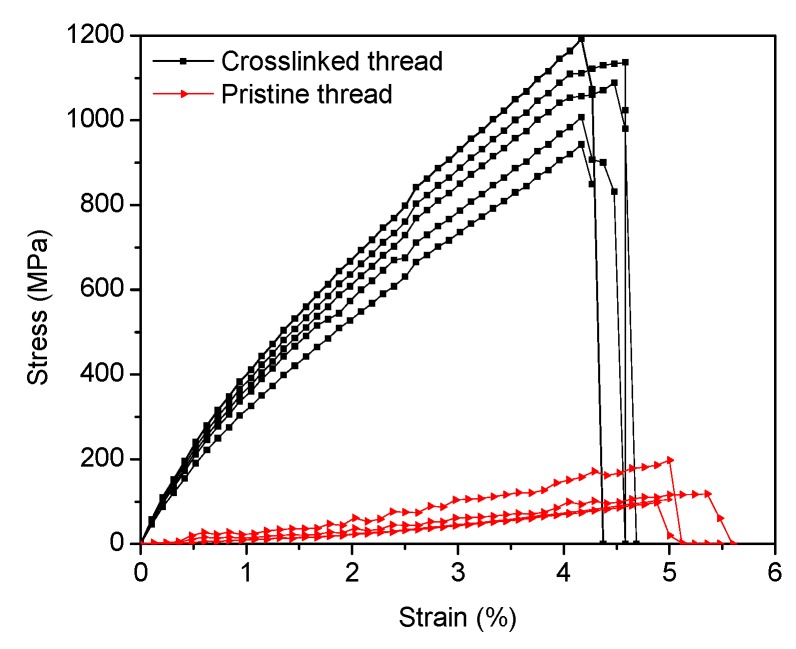 1200
Crosslinked thread
Pristine thread
1000
800
600
400
200
0
0 1 2 3 4 5 6
Stress (MPa)
Strain (%)